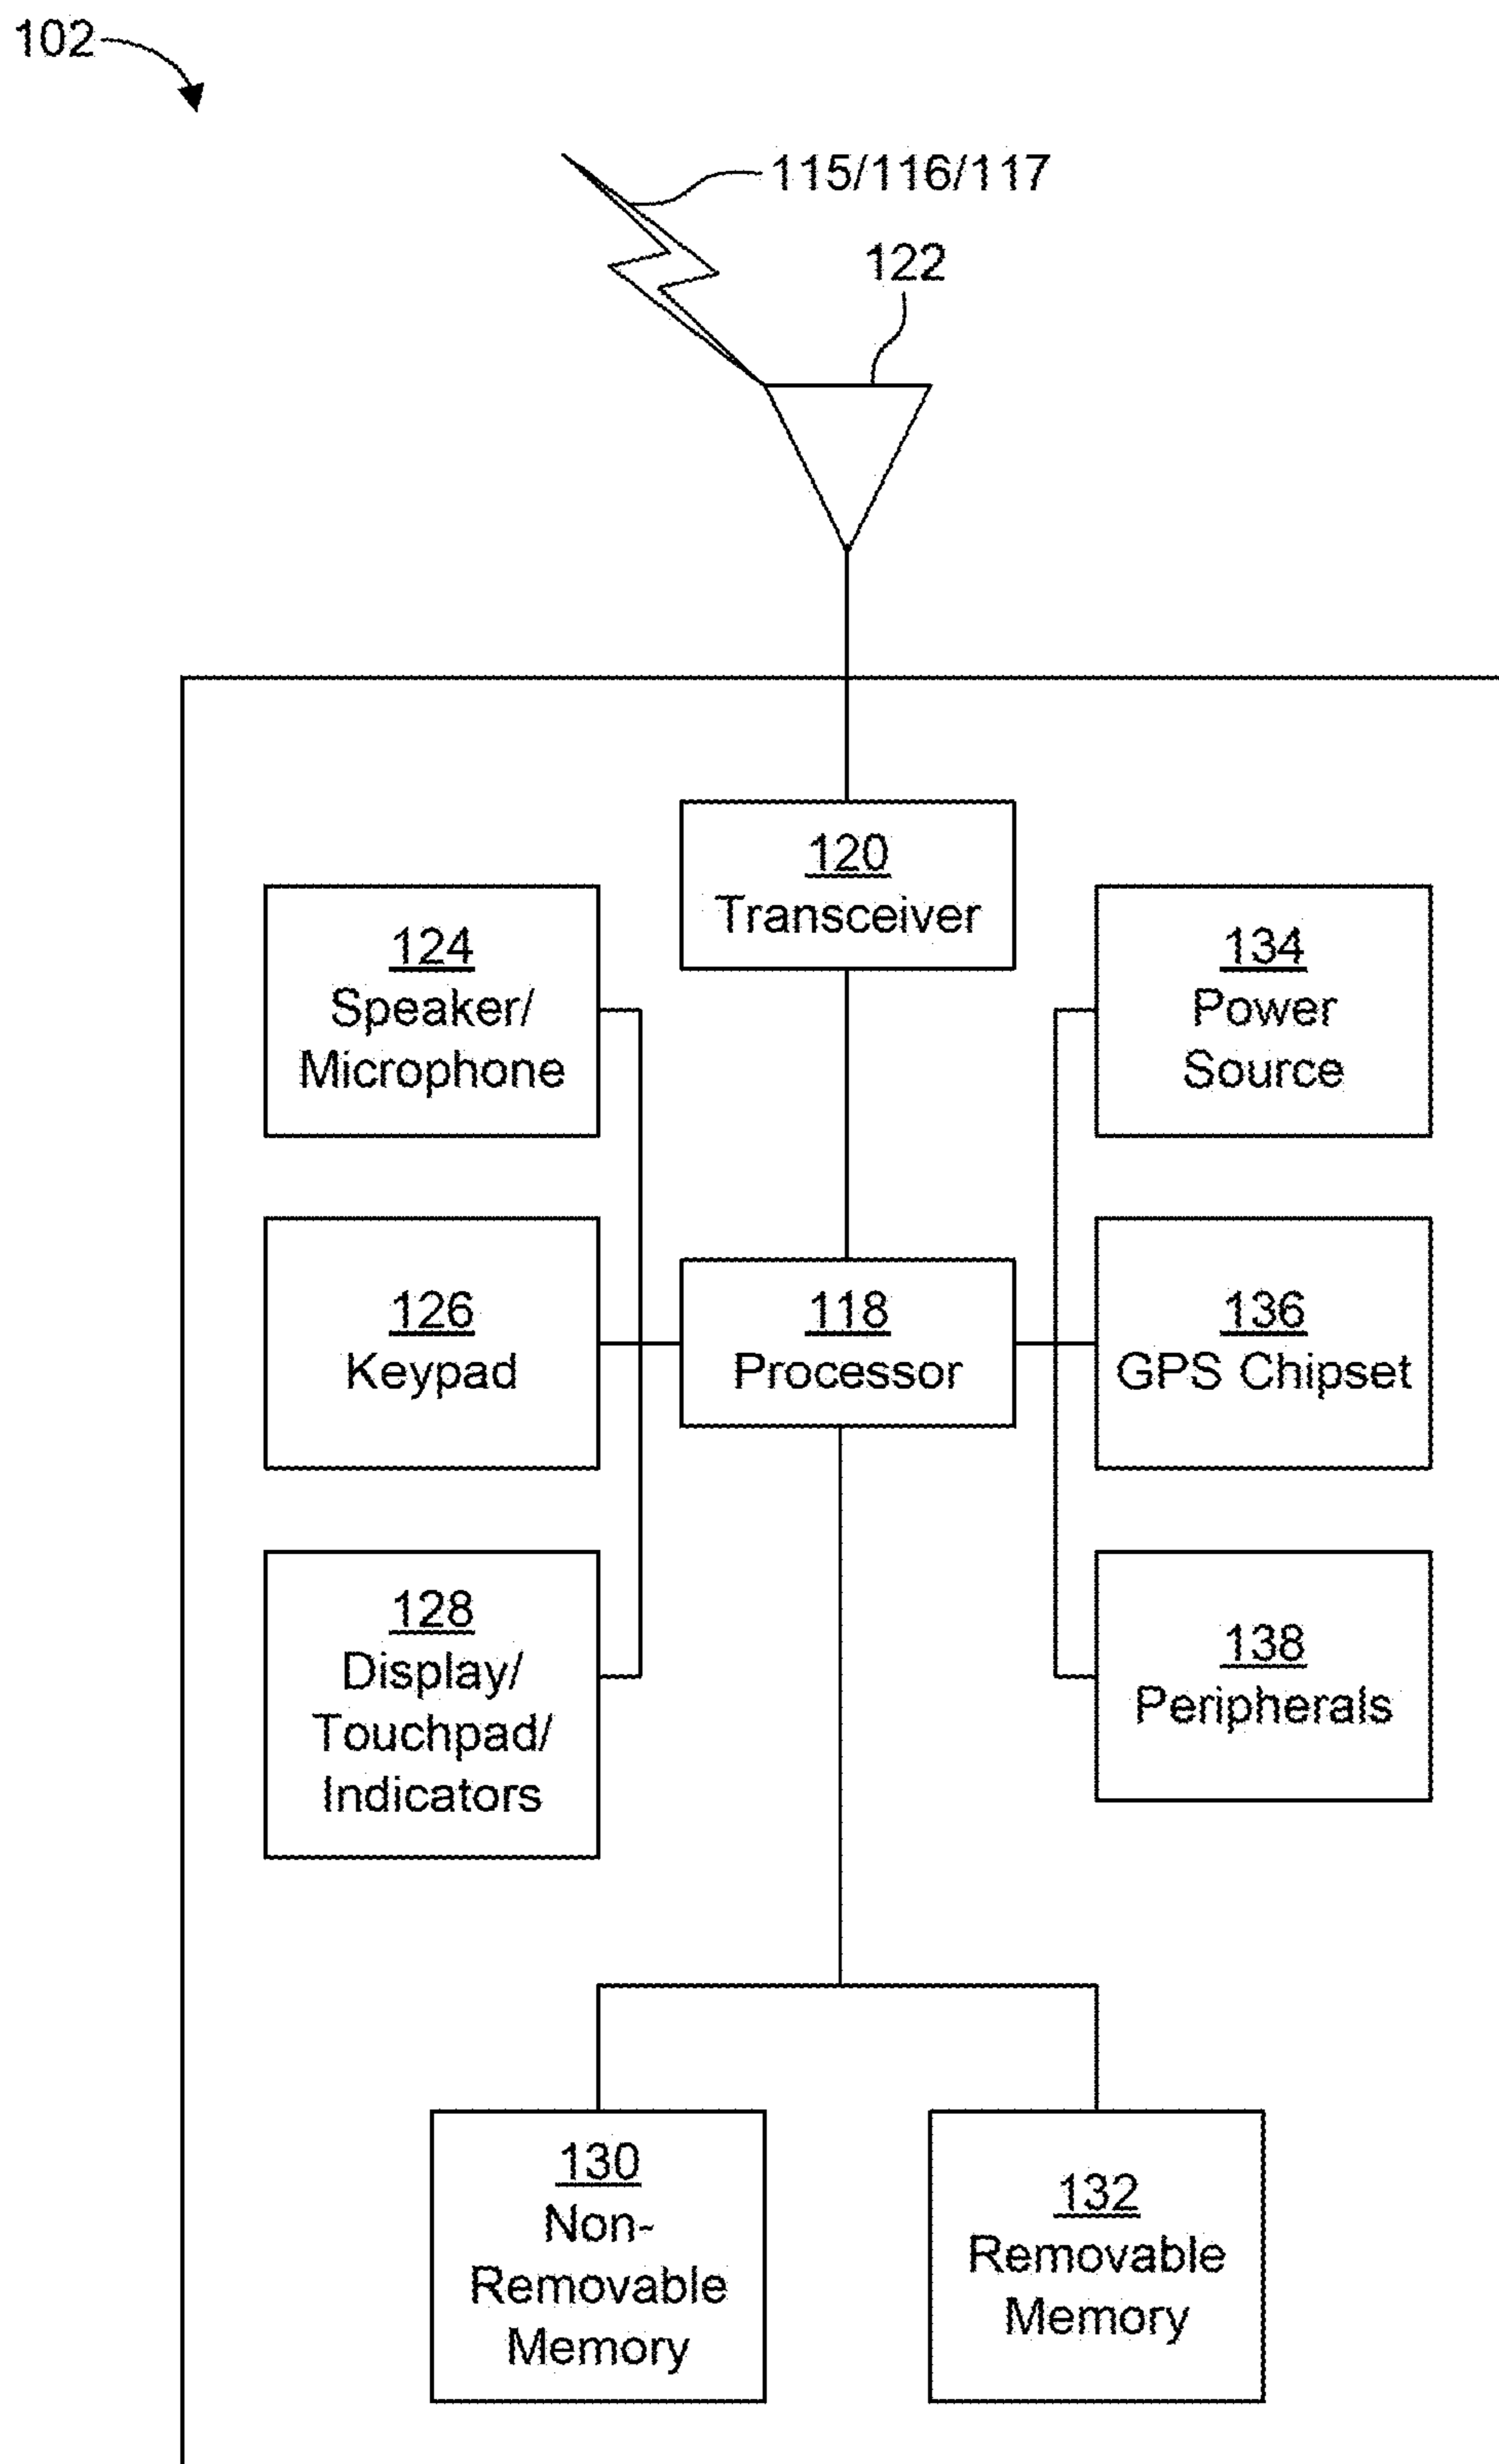 102
115/116/117
122
120
Transceiver
124
Speaker/
Microphone
134
Power
Source
126
Keypad
118
Processor
136
GPS Chipset
128
Display/
Touchpad/
Indicators
138
Peripherals
130
Non-
Removable
Memory
132
Removable
Memory